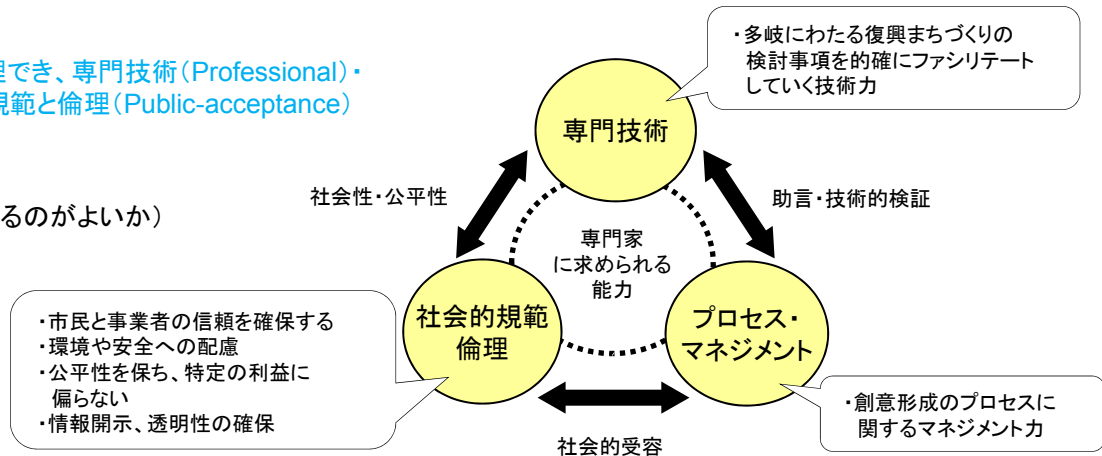 ・多岐にわたる復興まちづくりの
検討事項を的確にファシリテート
していく技術力
理でき、専門技術(Professional)・
規範と倫理(Public-acceptance)
専門技術
社会性・公平性
助言・技術的検証
るのがよいか)
専門家
に求められる
能力
社会的規範
倫理
プロセス・
マネジメント
・市民と事業者の信頼を確保する
・環境や安全への配慮
・公平性を保ち、特定の利益に
偏らない
・情報開示、透明性の確保
・創意形成のプロセスに
関するマネジメント力
社会的受容